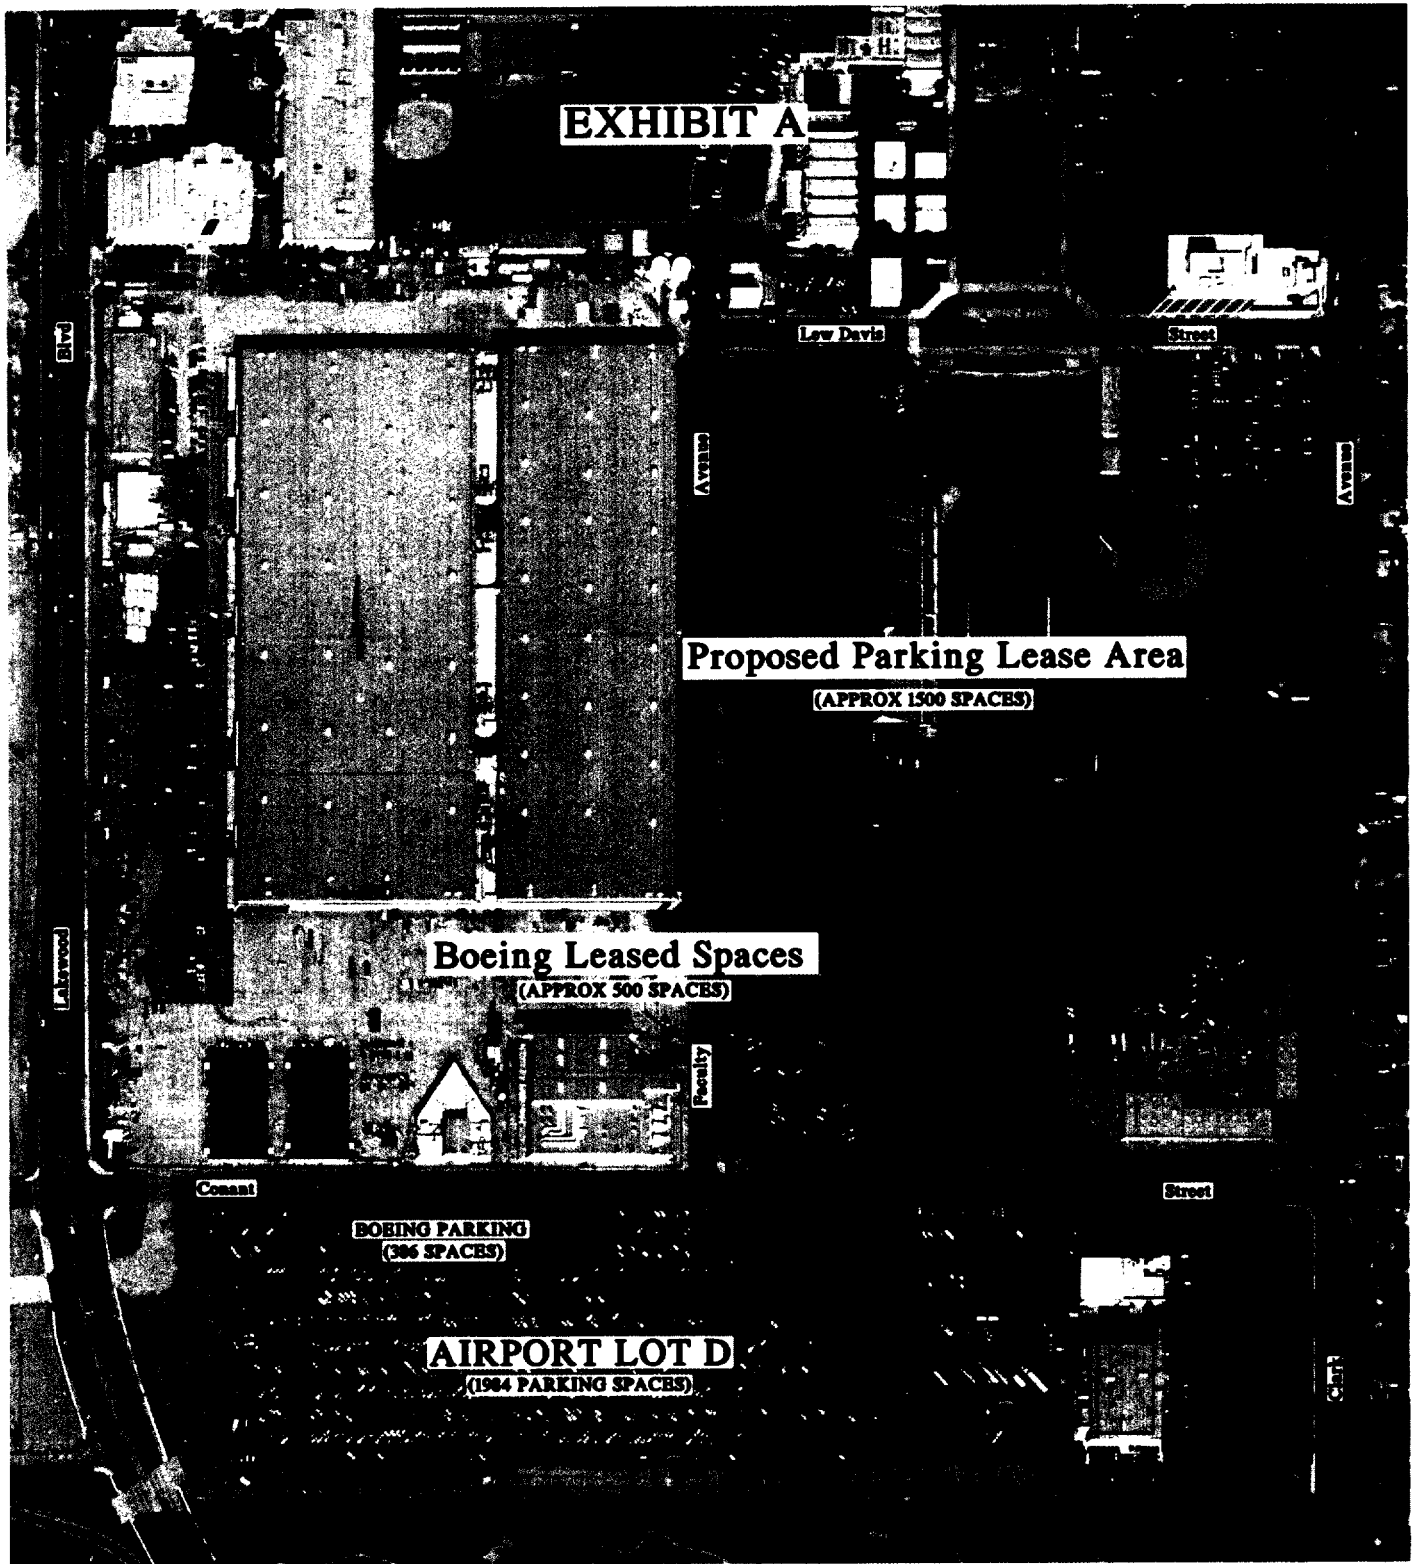 EXHIBIT A
Blvd
Lew Davis
Street
Avenue
Avenue
Proposed Parking Lease Area
(APPROX 1500 SPACES)
Lakewood
Boeing Leased Spaces
(APPROX 500 SPACES)
Faculty
Conant
Street
BOEING PARKING
(306 SPACES)
AIRPORT LOT D
(1984 PARKING SPACES)
Clark